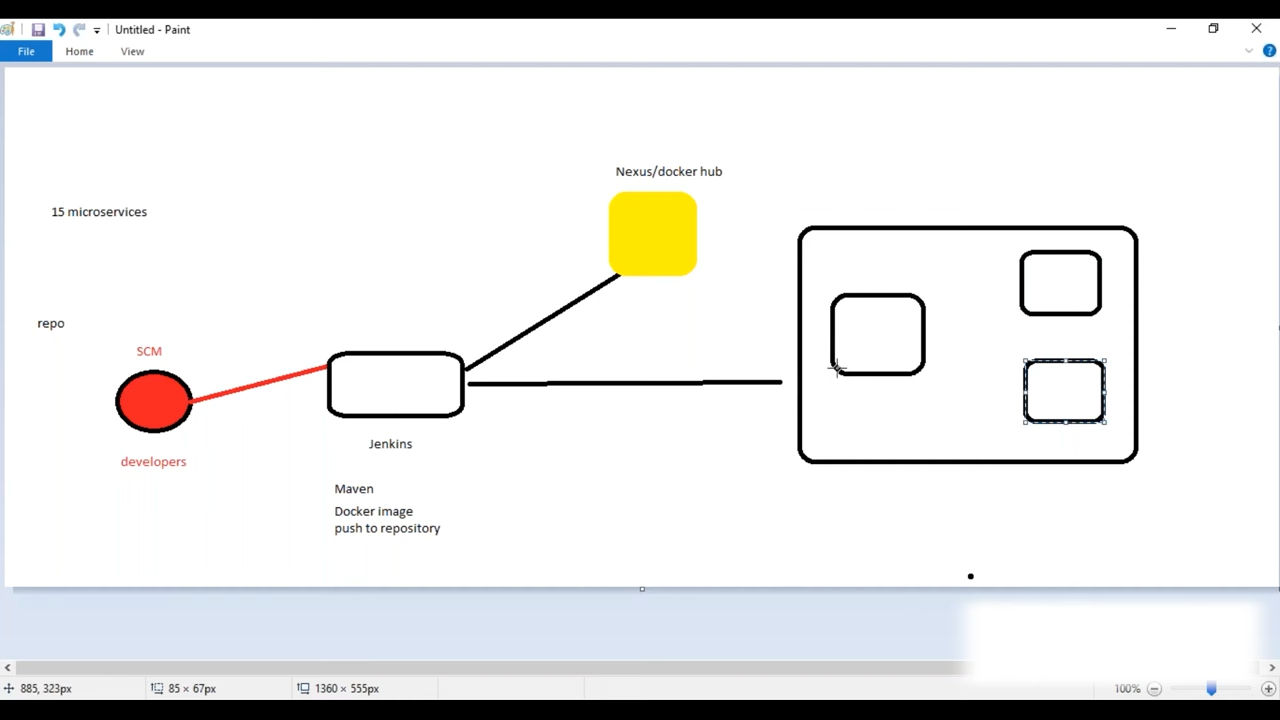 Untitled - Paint
File Home View
Nexus/docker hub
15 microservices
repo
SCM
developers
Jenkins
Maven
Docker image
push to repository
885, 323px
85 × 67px
1360 × 555px
100%